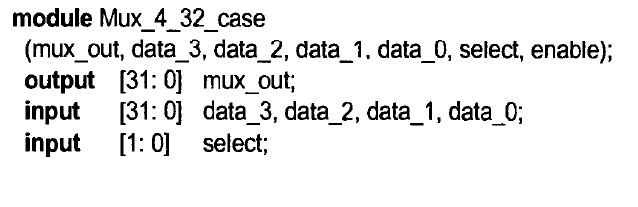 module Mux_4_32_case
(mux_out, data_3, data_2, data_1. data_0, select, enable);
output [31: 0] mux_out;
input [31: 0] data_3, data_2, data_1, data_0;
input [1: 0] select;